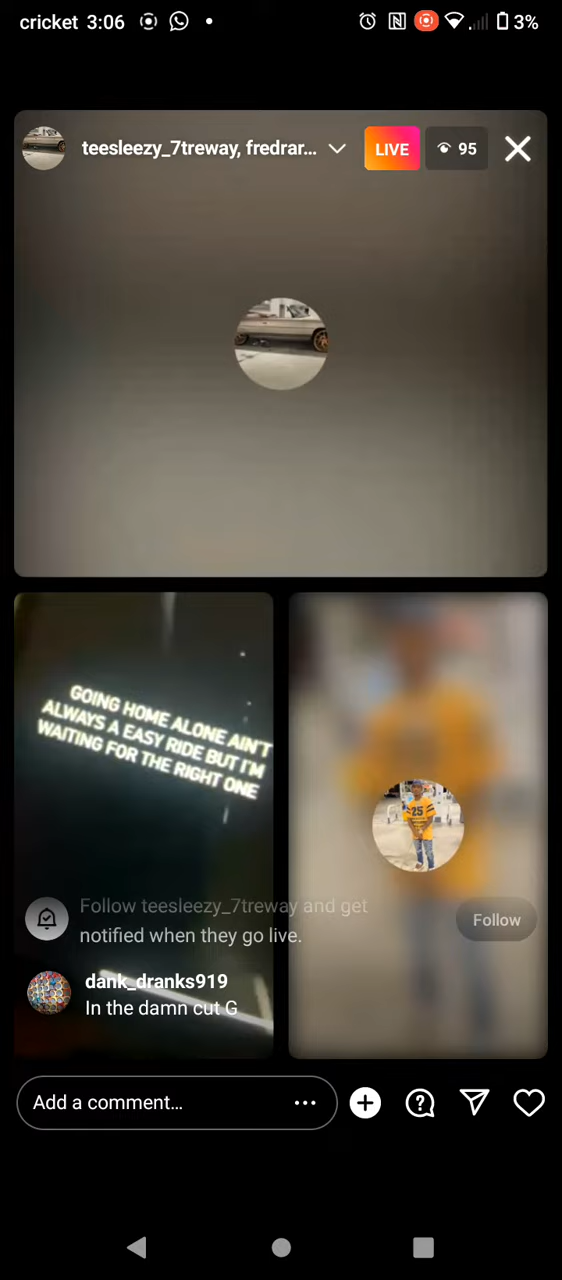 cricket 3:06
3%
teesleezy_7treway, fredrar...
LIVE
95
GOING HOME ALONE AIN'T
ALWAYS A EASY RIDE BUT I'M
WAITING FOR THE RIGHT ONE
25
Follow teesleezy_7treway and get
notified when they go live.
Follow
dank_dranks919
In the damn cut G
Add a comment...